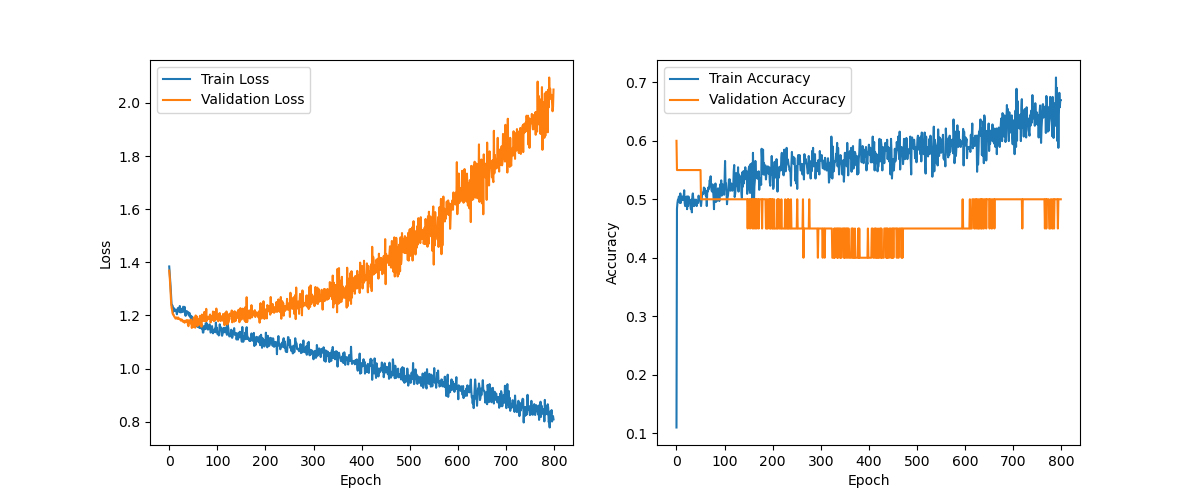 Train Loss
Validation Loss
Loss
2.0
1.8
1.6
1.4
1.2
1.0
0.8
0 100 200 300 400 500 600 700 800
Epoch
Train Accuracy
Validation Accuracy
Accuracy
0.7
0.6
0.5
0.4
0.3
0.2
0.1
0 100 200 300 400 500 600 700 800
Epoch